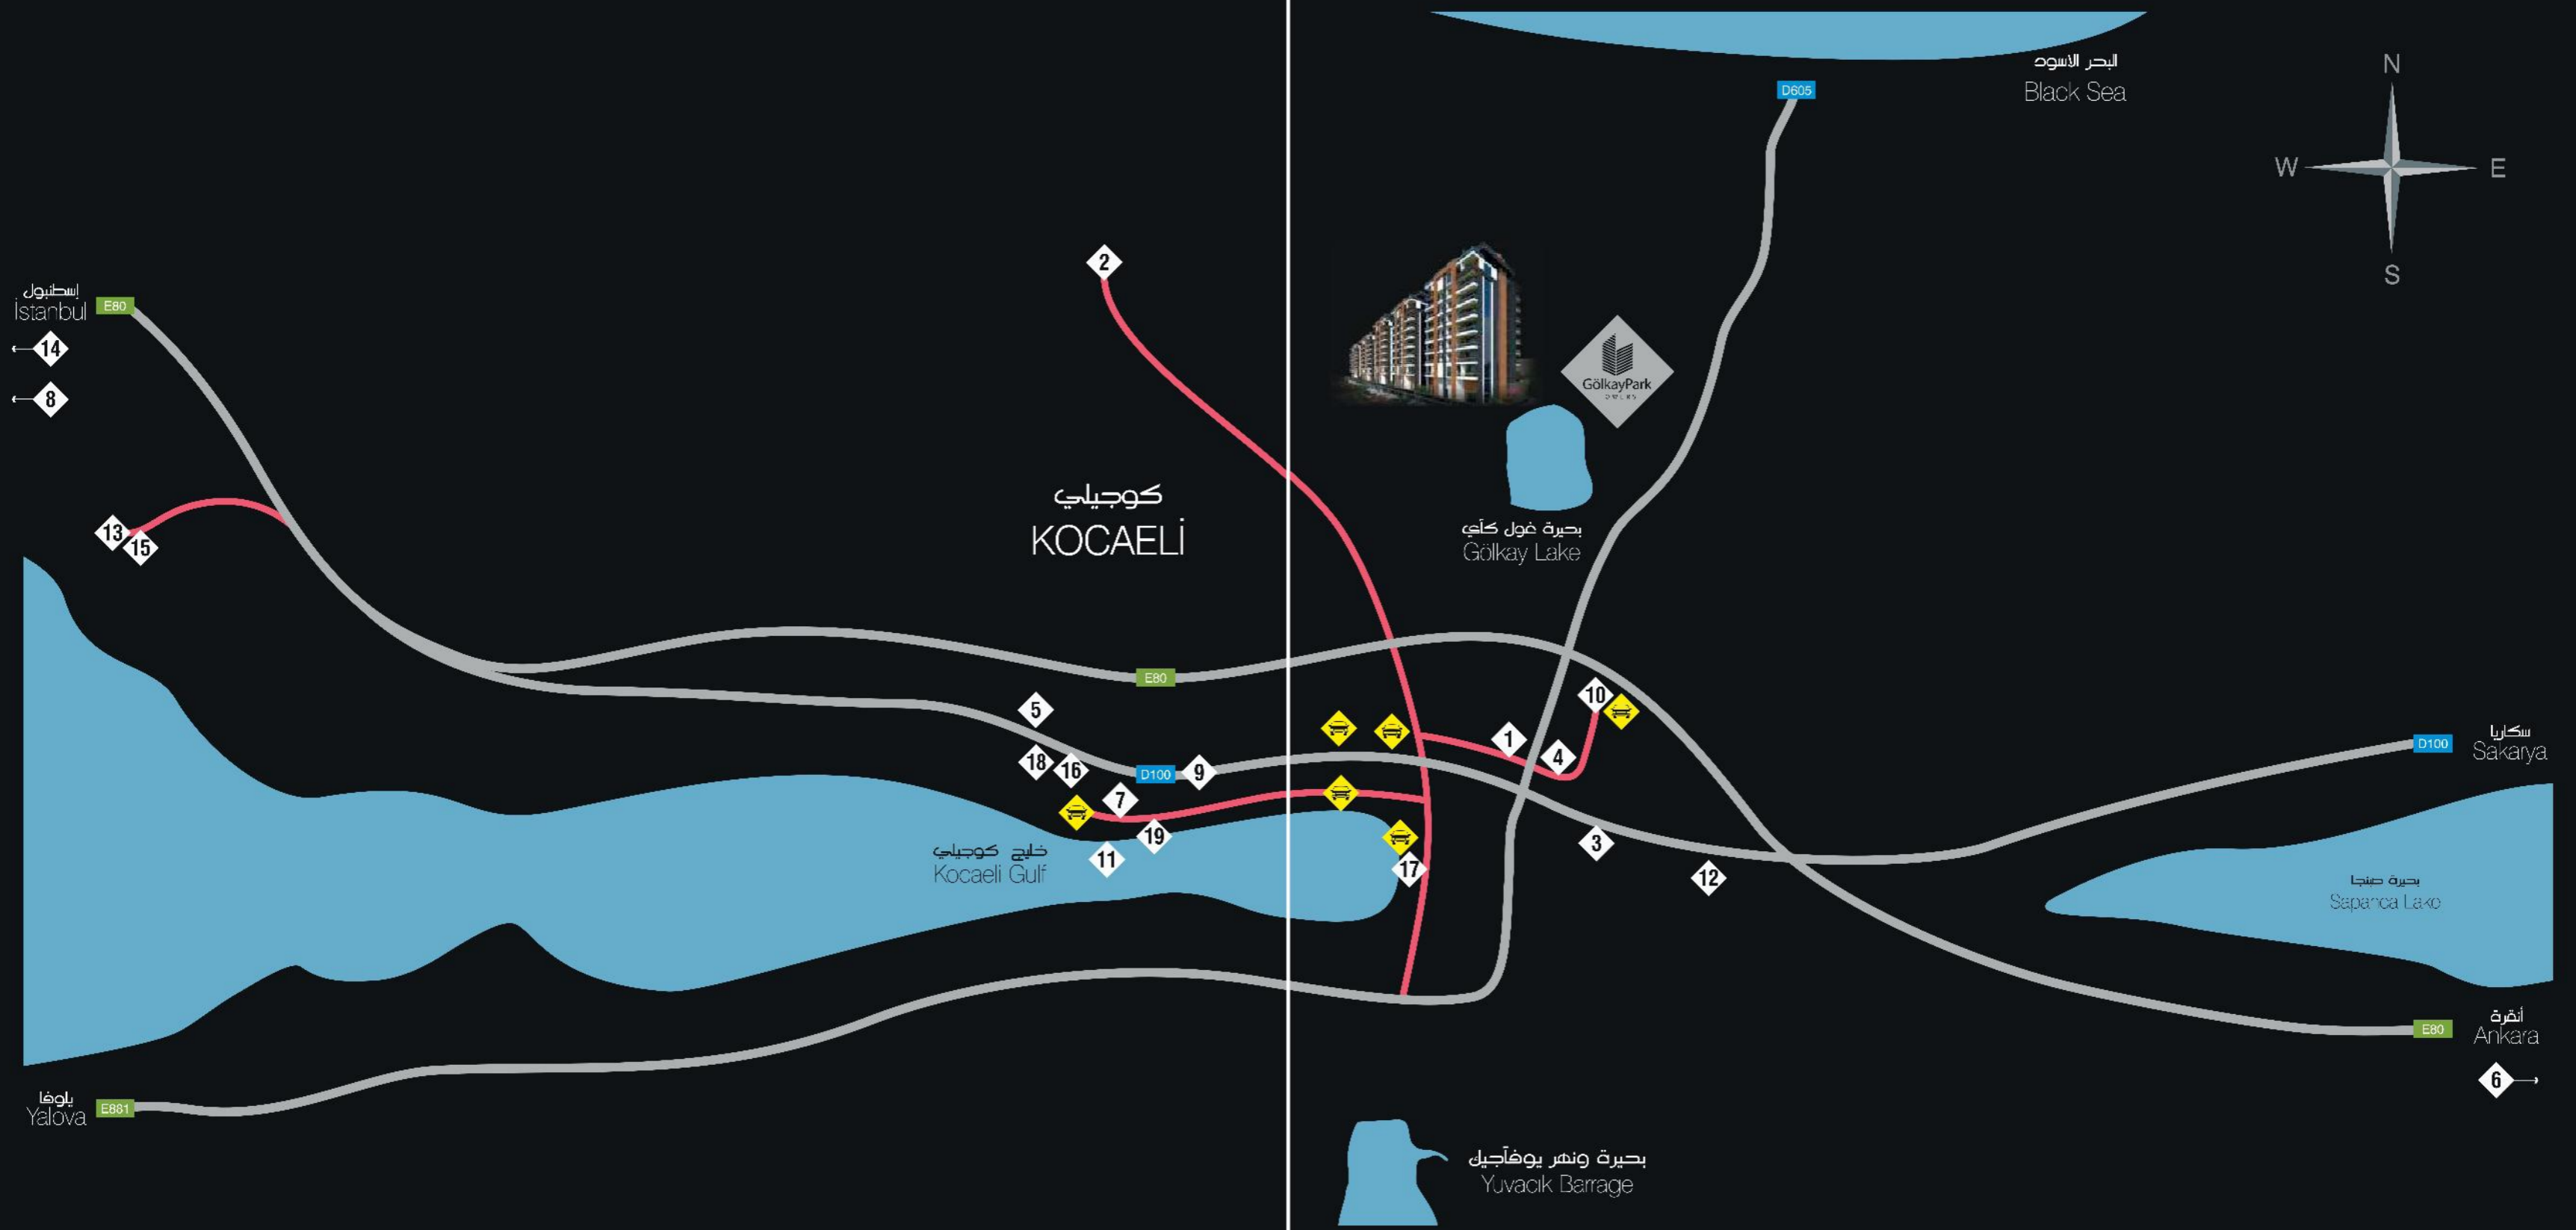 البحر الاسود
Black Sea
D605
N
W
E
S
2
إسطنبول
İstanbul
E80
14
8
GölkayPark
كوجيلي
KOCAELİ
13
15
بحيرة غول كآي
Gölkay Lake
E80
5
10
1
4
18
16
D100
9
7
19
11
3
12
17
خليج كوجيلي
Kocaeli Gulf
D100
سكاريا
Sakarya
بحيرة صبنجا
Sapanca Lake
E80
أنقرة
Ankara
6
يلوفا
Yalova
E881
بحيرة ونهر يوفآجيك
Yuvacık Barrage